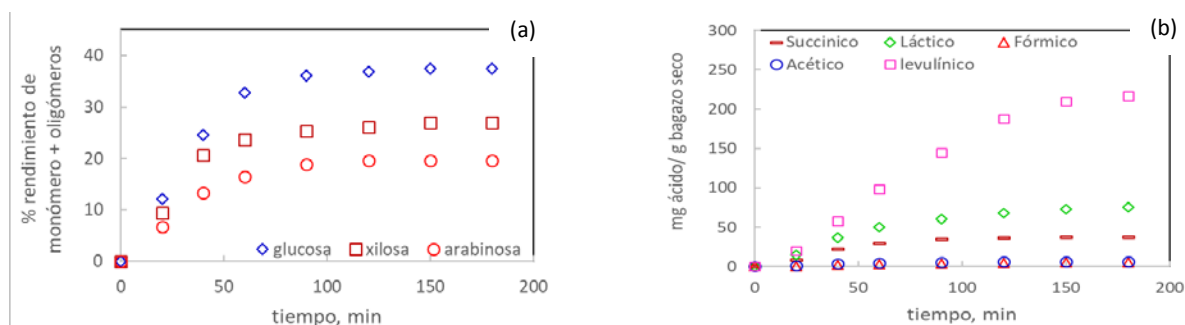 (a)
% rendimiento de
monómero + oligómeros
40
30
20
10
0
glucosa xilosa arabinosa
0 50 100 150 200
tiempo, min
(b)
mg ácido/ g bagazo seco
300
250
200
150
100
50
0
Succinico Láctico Fórmico
Acético levulínico
0 50 100 150 200
tiempo, min